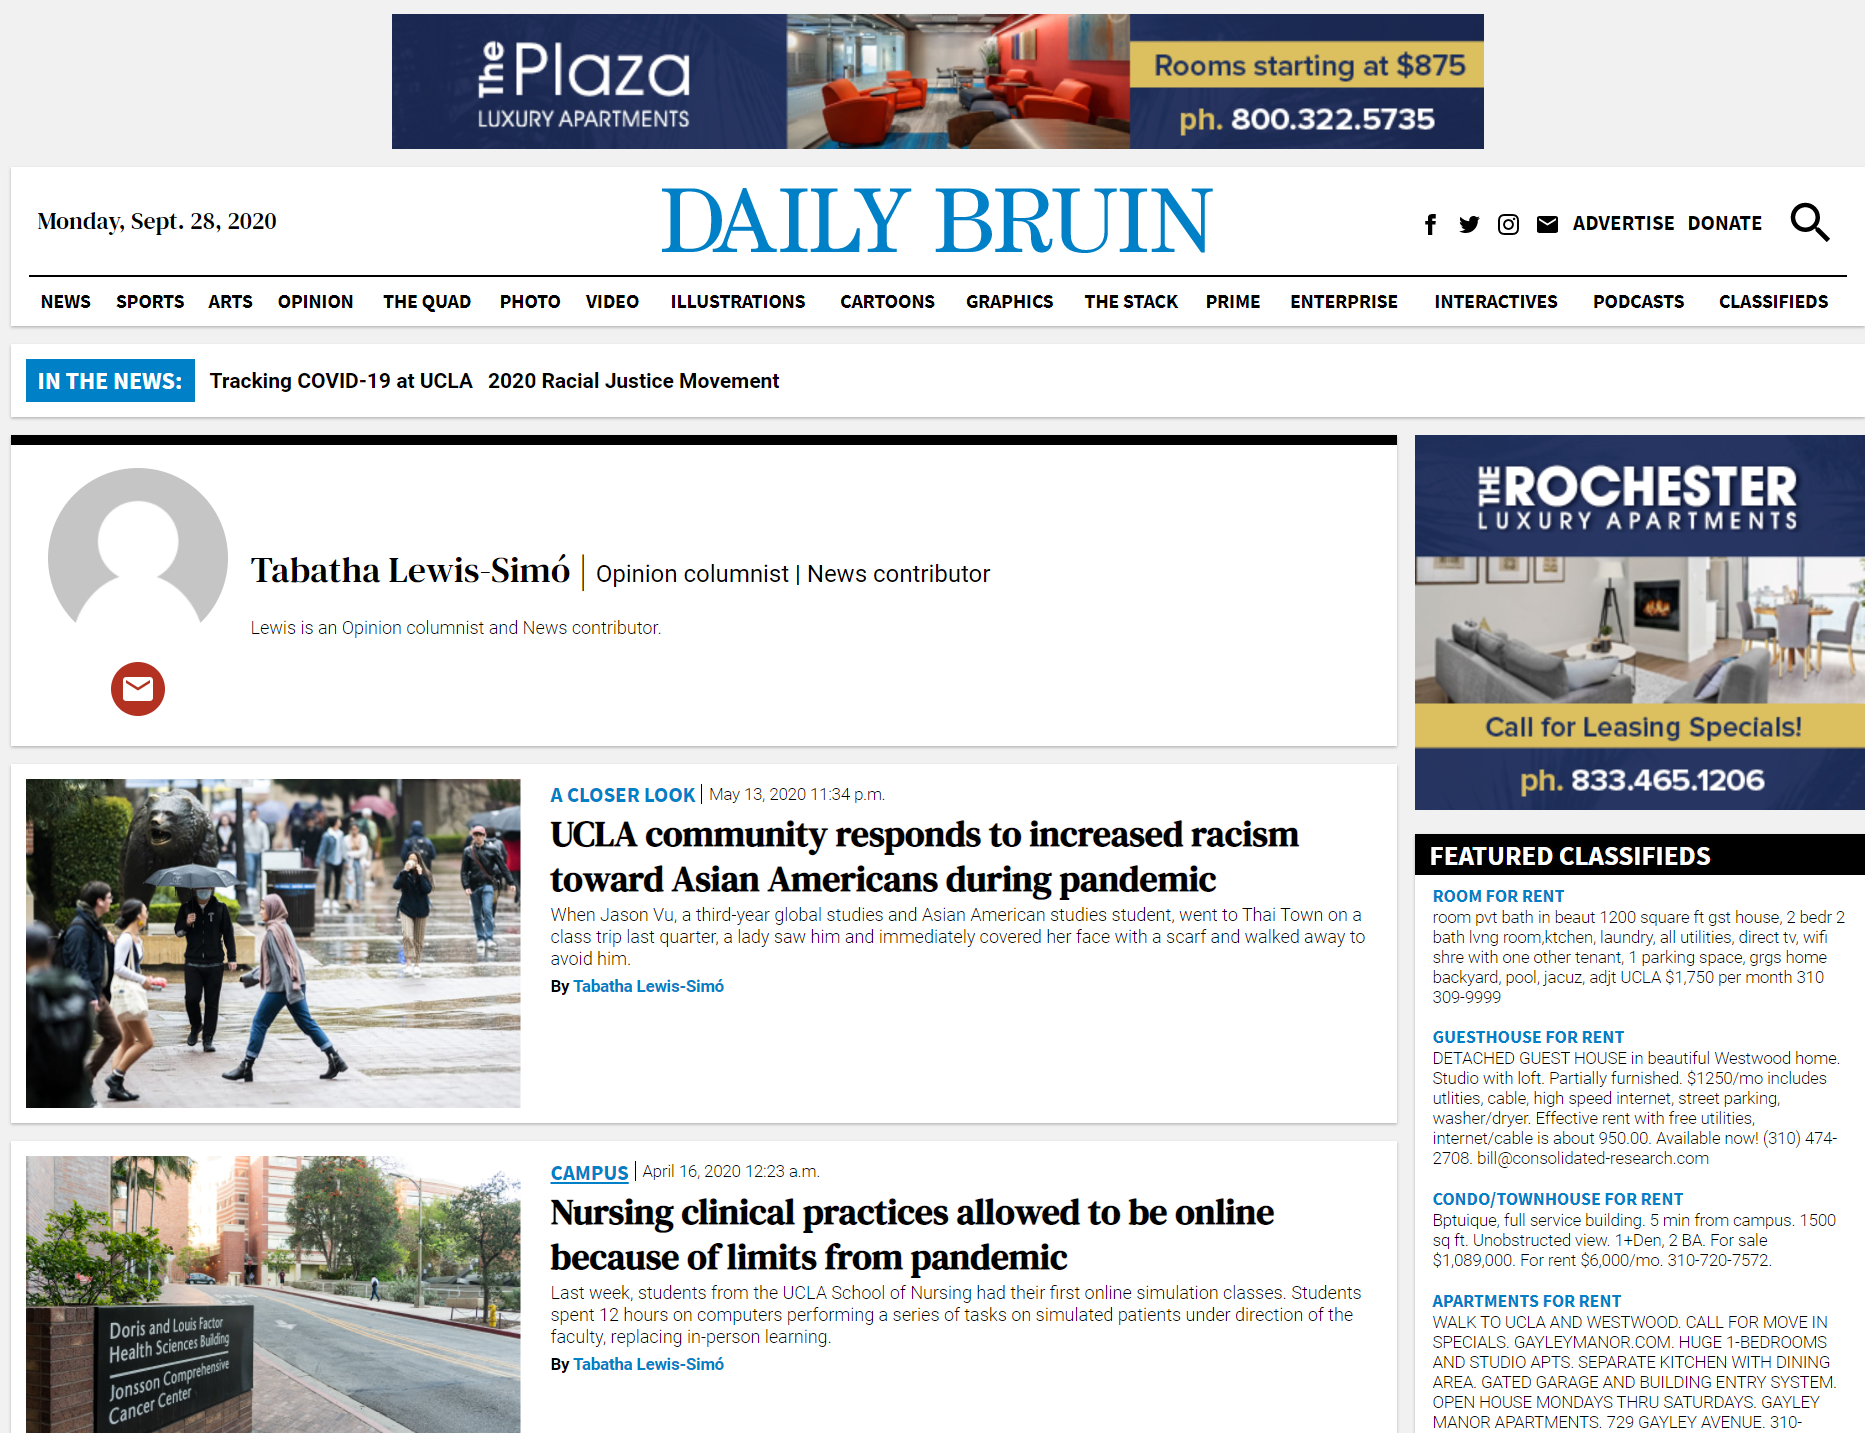 The Plaza
LUXURY APARTMENTS
Rooms starting at $875
ph. 800.322.5735
Monday, Sept. 28, 2020
DAILY BRUIN
ADVERTISE DONATE
NEWS SPORTS ARTS OPINION THE QUAD PHOTO VIDEO ILLUSTRATIONS CARTOONS GRAPHICS THE STACK PRIME ENTERPRISE INTERACTIVES PODCASTS CLASSIFIEDS
IN THE NEWS: Tracking COVID-19 at UCLA 2020 Racial Justice Movement
Tabatha Lewis-Simó | Opinion columnist | News contributor
Lewis is an Opinion columnist and News contributor.
A CLOSER LOOK | May 13, 2020 11:34 p.m.
UCLA community responds to increased racism
toward Asian Americans during pandemic
When Jason Vu, a third-year global studies and Asian American studies student, went to Thai Town on a
class trip last quarter, a lady saw him and immediately covered her face with a scarf and walked away to
avoid him.
By Tabatha Lewis-Simó
CAMPUS | April 16, 2020 12:23 a.m.
Nursing clinical practices allowed to be online
because of limits from pandemic
Last week, students from the UCLA School of Nursing had their first online simulation classes. Students
spent 12 hours on computers performing a series of tasks on simulated patients under direction of the
faculty, replacing in-person learning.
By Tabatha Lewis-Simó
Doris and Louis Factor
Health Sciences Building
Jonsson Comprehensive
Cancer Center
THE ROCHESTER
LUXURY APARTMENTS
Call for Leasing Specials!
ph. 833.465.1206
FEATURED CLASSIFIEDS
ROOM FOR RENT
room pvt bath in beaut 1200 square ft gst house, 2 bedr 2
bath lvng room,ktchen, laundry, all utilities, direct tv, wifi
shre with one other tenant, 1 parking space, grgs home
backyard, pool, jacuz, adjt UCLA $1,750 per month 310
309-9999
GUESTHOUSE FOR RENT
DETACHED GUEST HOUSE in beautiful Westwood home.
Studio with loft. Partially furnished. $1250/mo includes
utlities, cable, high speed internet, street parking,
washer/dryer. Effective rent with free utilities,
internet/cable is about 950.00. Available now! (310) 474-
2708. bill@consolidated-research.com
CONDO/TOWNHOUSE FOR RENT
Bptuique, full service building. 5 min from campus. 1500
sq ft. Unobstructed view. 1+Den, 2 BA. For sale
$1,089,000. For rent $6,000/mo. 310-720-7572.
APARTMENTS FOR RENT
WALK TO UCLA AND WESTWOOD. CALL FOR MOVE IN
SPECIALS. GAYLEYMANOR.COM. HUGE 1-BEDROOMS
AND STUDIO APTS. SEPARATE KITCHEN WITH DINING
AREA. GATED GARAGE AND BUILDING ENTRY SYSTEM.
OPEN HOUSE MONDAYS THRU SATURDAYS. GAYLEY
MANOR APARTMENTS. 729 GAYLEY AVENUE. 310-